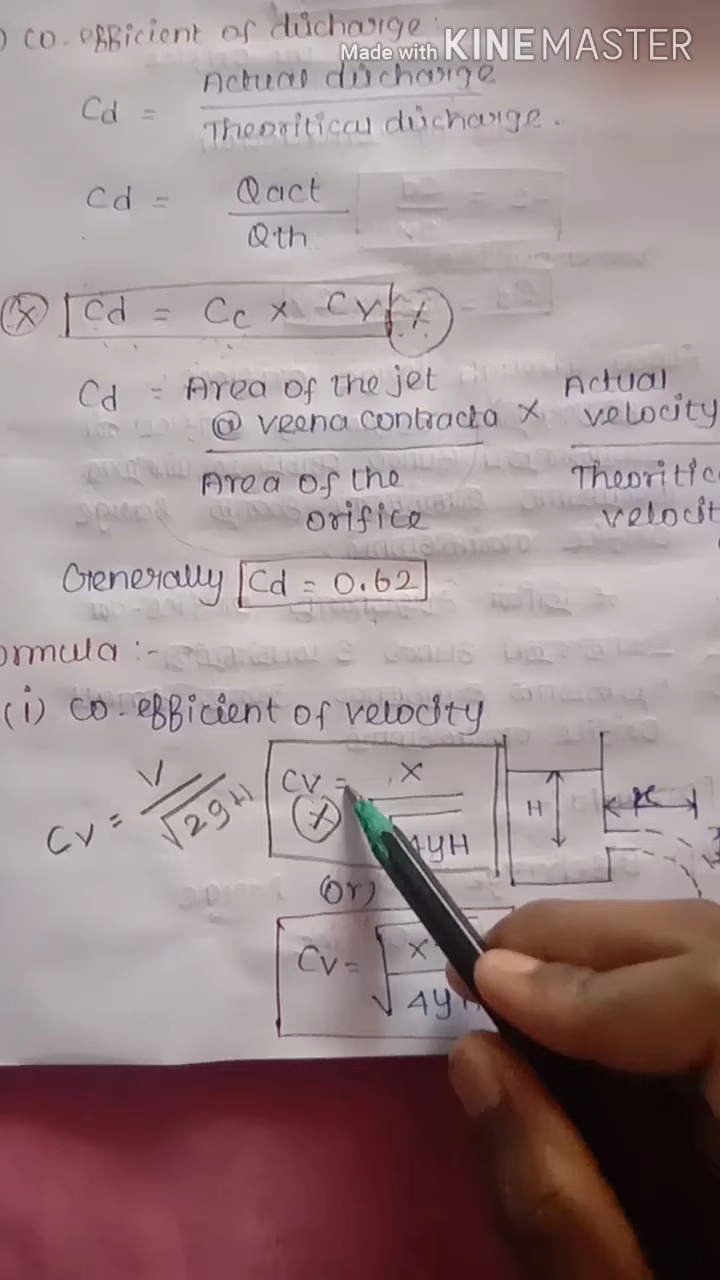 ) co-efficient of discharge:
Made with KINEMASTER
Cd = Actual discharge
Theoritical discharge.
Cd = Qact
Qth
(X) Cd = Cc x Cv (X)
Cd = Area of the jet
@ veena contracta x Actual velocity
Area of the orifice
Theoritic
velocit
Generally Cd = 0.62
ormula :-
(i) co-efficient of velocity
Cv = V
√2gH
Cv = x
4yH
(X)
H
x
(or)
Cv = √x
4yH